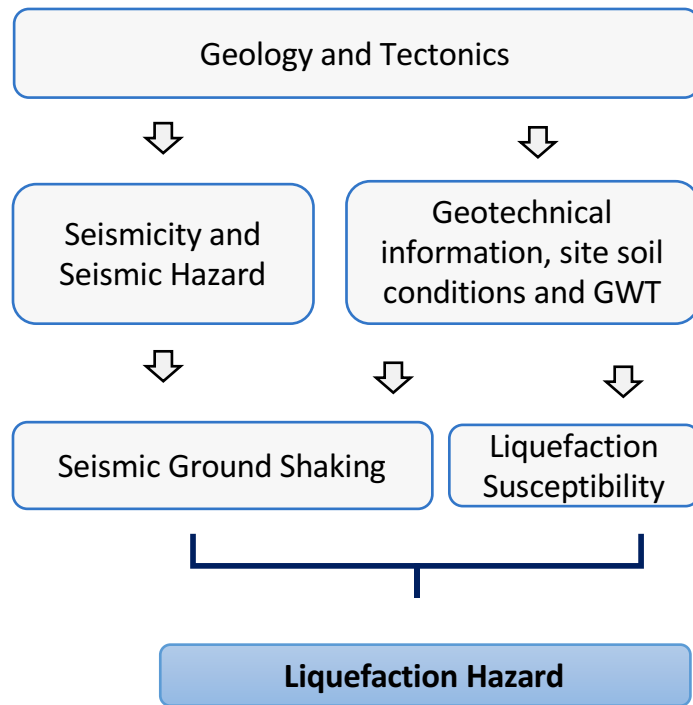 Geology and Tectonics
Seismicity and
Seismic Hazard
Geotechnical
information, site soil
conditions and GWT
Seismic Ground Shaking
Liquefaction
Susceptibility
Liquefaction Hazard